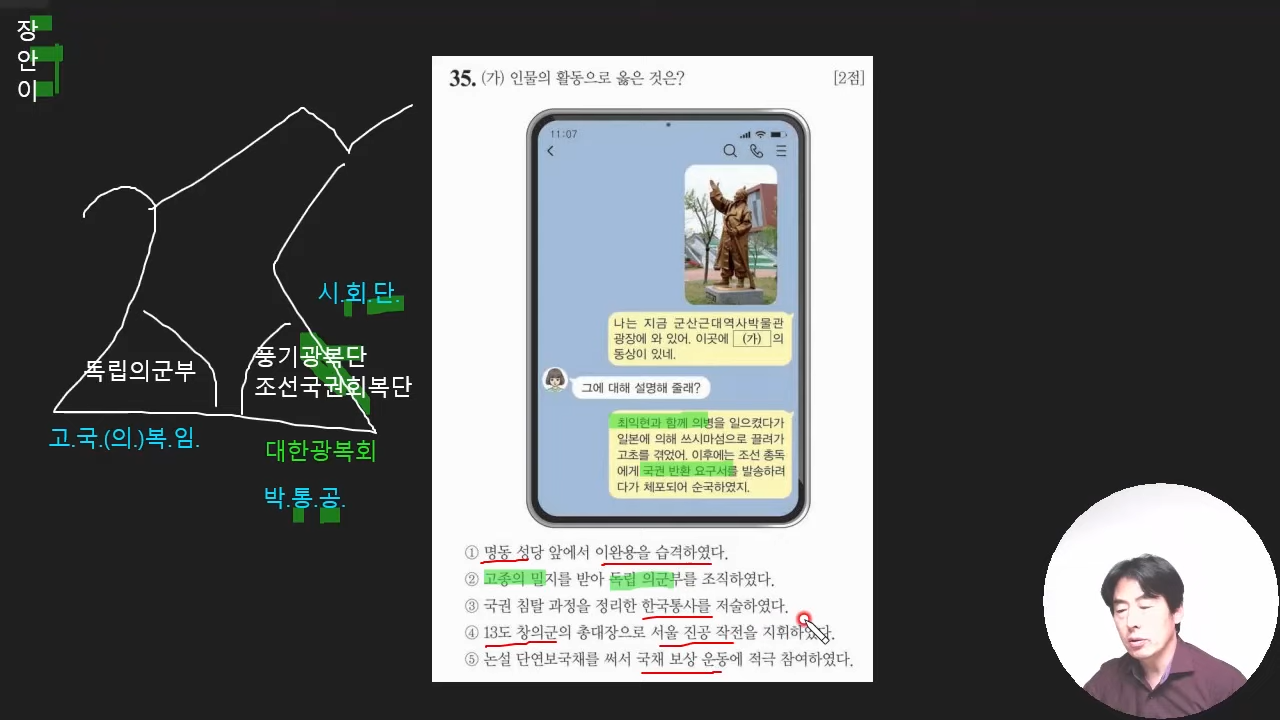 장
안
이
독립의군부
고.국.(의.)복.임.
시.회.단.
풍기광복단
조선국권회복단
대한광복회
박.통.공.
35. (가) 인물의 활동으로 옳은 것은? [2점]
11:07
나는 지금 군산근대역사박물관
광장에 와 있어. 이곳에 (가) 의
동상이 있네.
그에 대해 설명해 줄래?
최익현과 함께 의병을 일으켰다가
일본에 의해 쓰시마섬으로 끌려가
고초를 겪었어. 이후에는 조선 총독
에게 국권 반환 요구서를 발송하려
다가 체포되어 순국하였지.
① 명동 성당 앞에서 이완용을 습격하였다.
② 고종의 밀지를 받아 독립 의군부를 조직하였다.
③ 국권 침탈 과정을 정리한 한국통사를 저술하였다.
④ 13도 창의군의 총대장으로 서울 진공 작전을 지휘하였다.
⑤ 논설 단연보국채를 써서 국채 보상 운동에 적극 참여하였다.